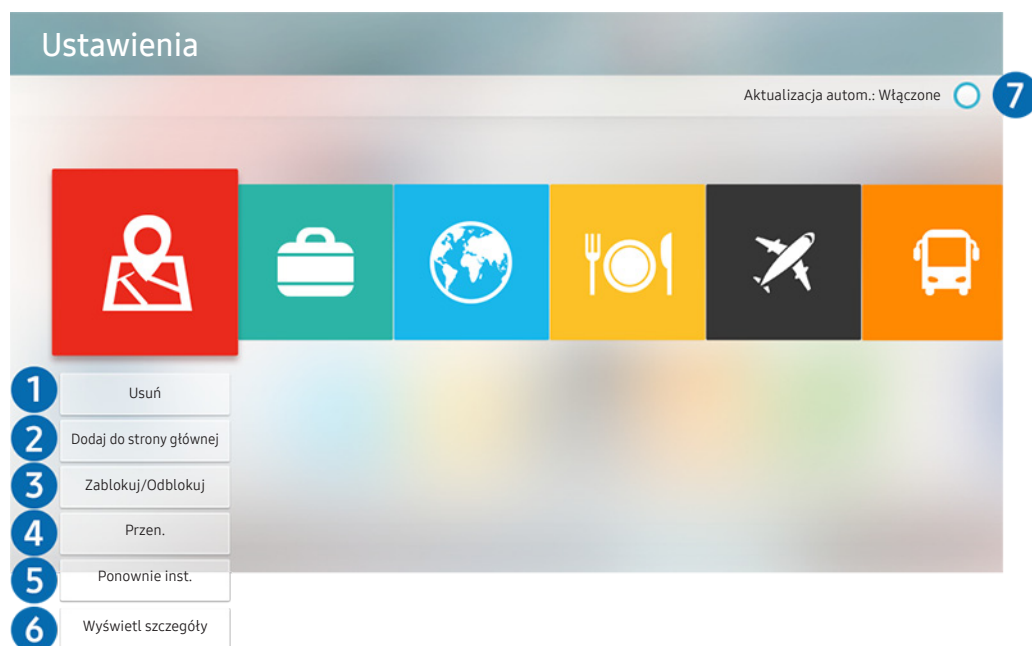 Ustawienia
Aktualizacja autom.: Włączone
7
1
Usuń
2
Dodaj do strony głównej
3
Zablokuj/Odblokuj
4
Przen.
5
Ponownie inst.
6
Wyświetl szczegóły